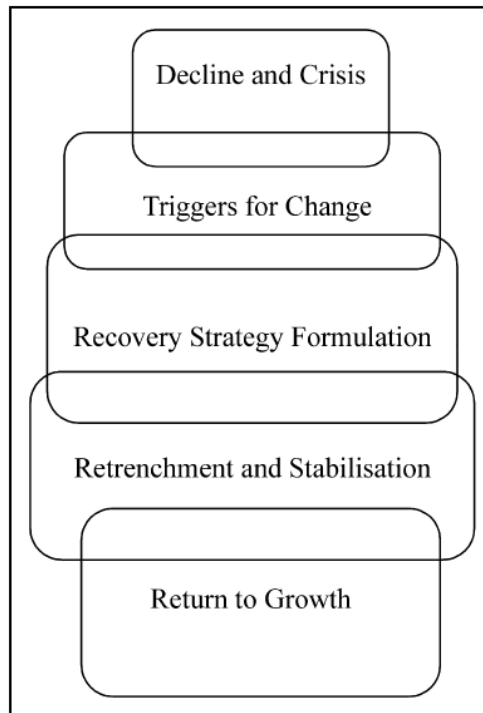 Decline and Crisis
Triggers for Change
Recovery Strategy Formulation
Retrenchment and Stabilisation
Return to Growth